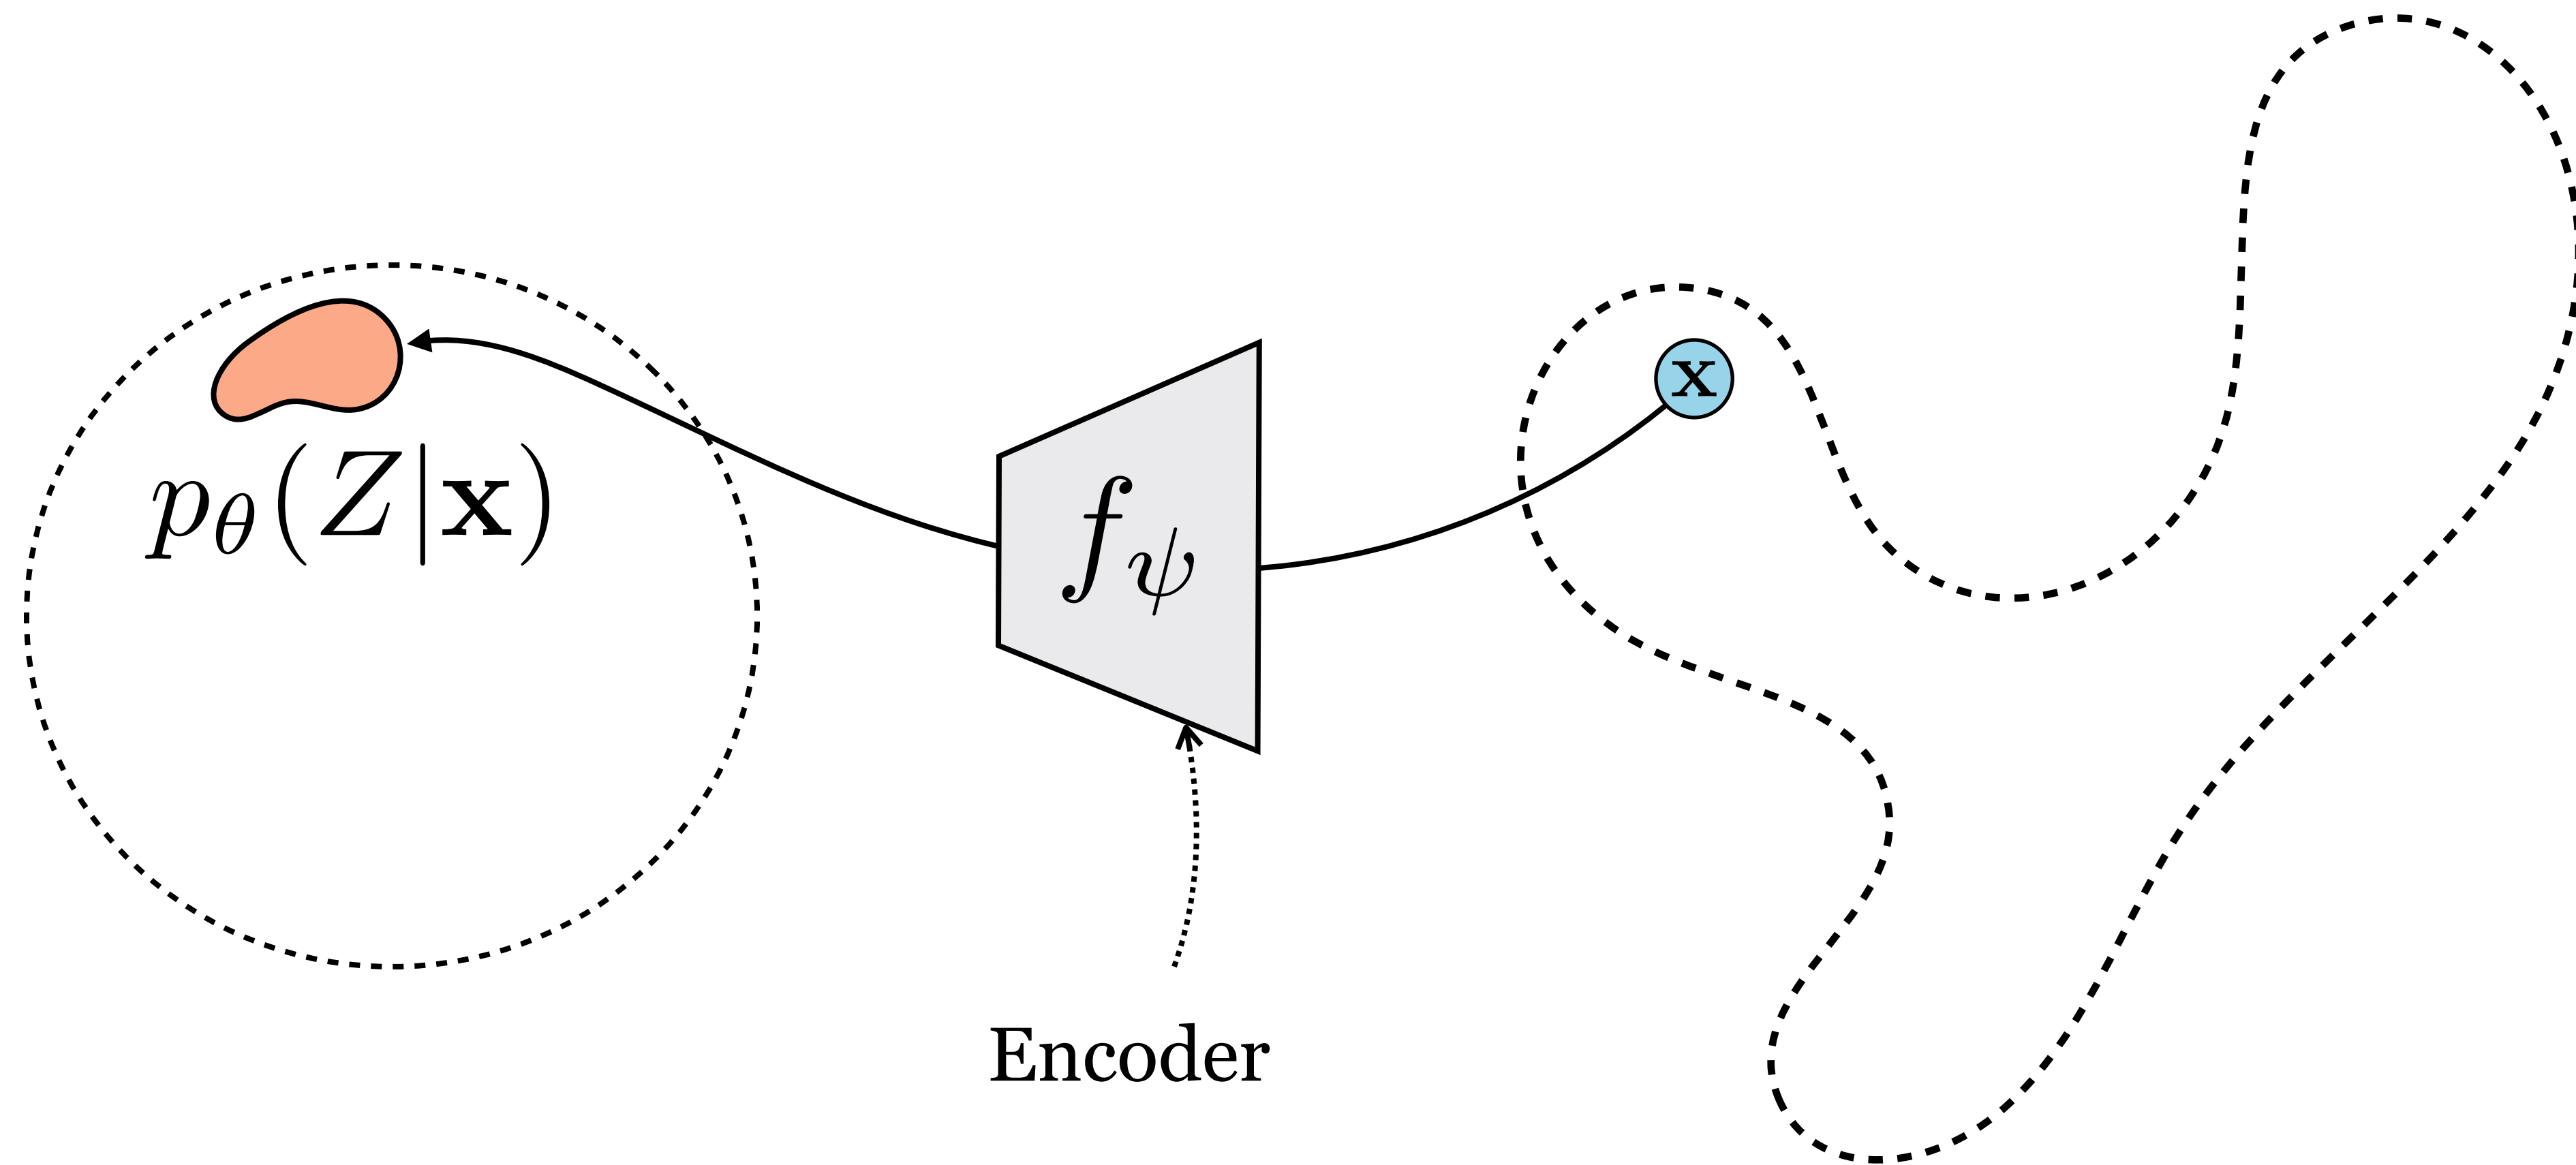 x
p_θ(Z|x)
f_ψ
Encoder